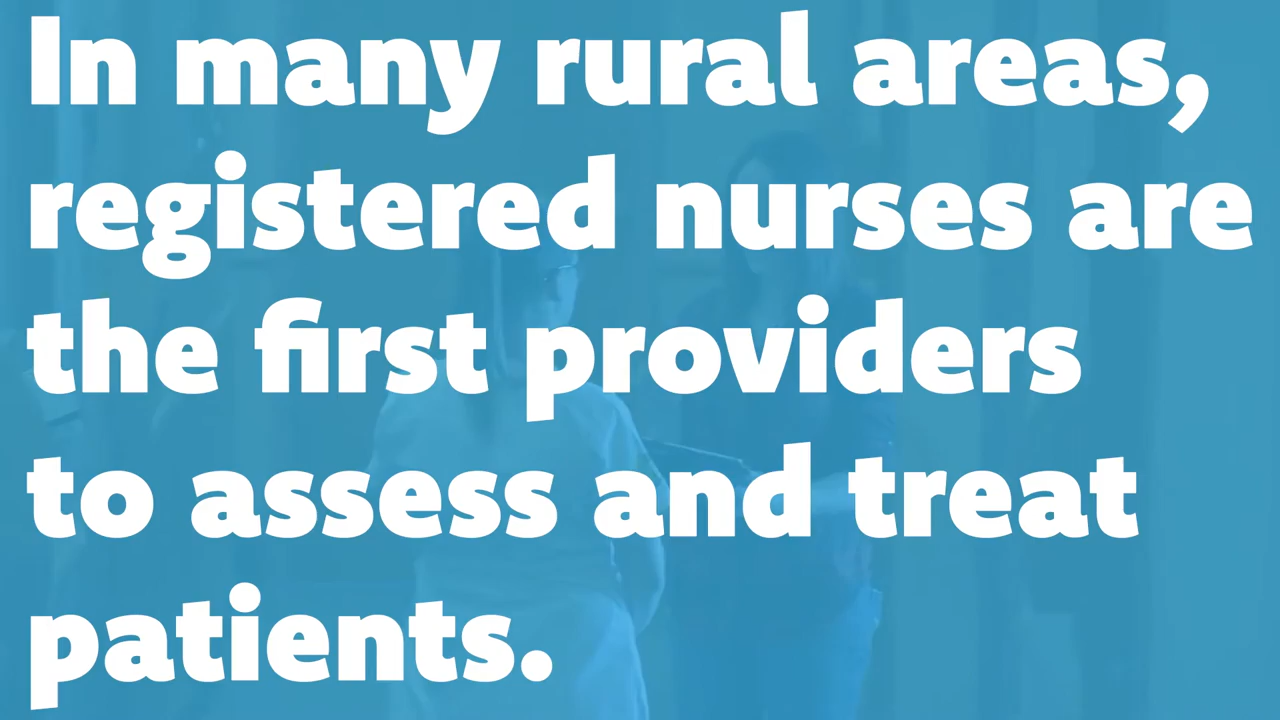 In many rural areas,
registered nurses are
the first providers
to assess and treat
patients.